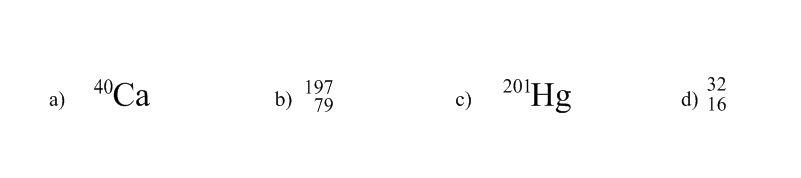 a) ⁴⁰Ca b) ¹⁹⁷₇₉ c) ²⁰¹Hg d) ³²₁₆